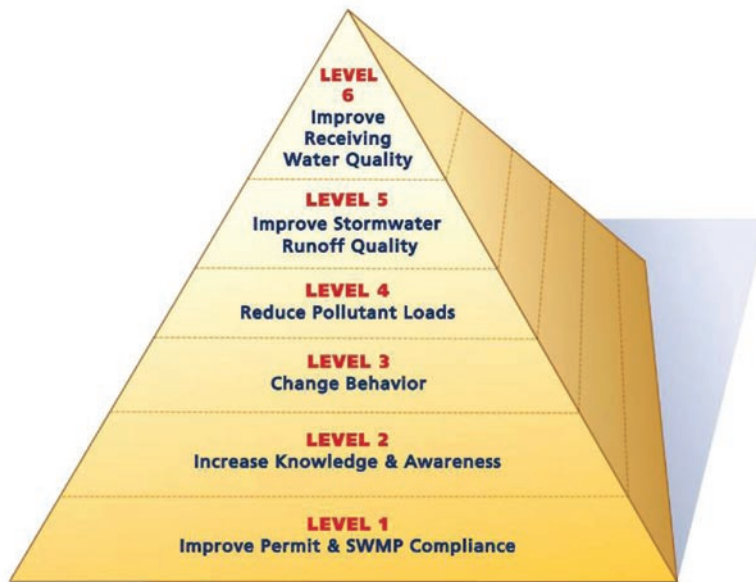 LEVEL
6
Improve
Receiving
Water Quality
LEVEL 5
Improve Stormwater
Runoff Quality
LEVEL 4
Reduce Pollutant Loads
LEVEL 3
Change Behavior
LEVEL 2
Increase Knowledge & Awareness
LEVEL 1
Improve Permit & SWMP Compliance